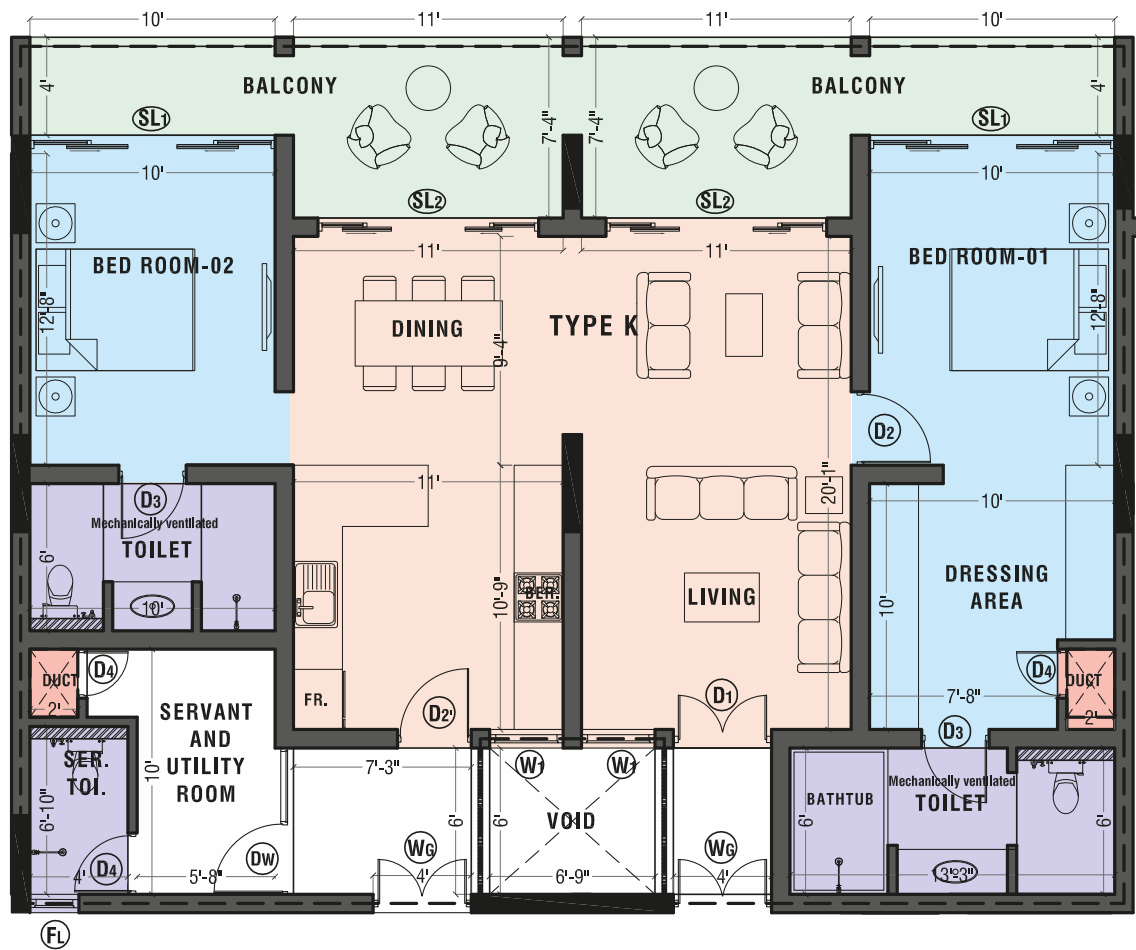 10' 11' 11' 10'
BALCONY BALCONY
4' 7'-4" 7'-4" 4'
SL1 SL1
10' 10'
SL2 SL2
11' 11'
BED ROOM-02 BED ROOM-01
12'-8" 12'-8"
DINING TYPE K
9'-4"
D2
11' 20'-1" 10'
D3
Mechanically ventilated
TOILET
6'
10'
10'-9"
BER.
LIVING
DRESSING
AREA
10'
DUCT D4 D4 DUCT
2' 7'-8" 2'
FR. D2' D1 D3
SERVANT
AND
UTILITY
ROOM
10'
SER.
TOI.
6'-10"
7'-3" W1 W1
Mechanically ventilated
TOILET
BATHTUB
6' 6' 6' 6'
VOID
D4 DW WG WG
4' 5'-8" 4' 6'-9" 4' 13'-3"
FL